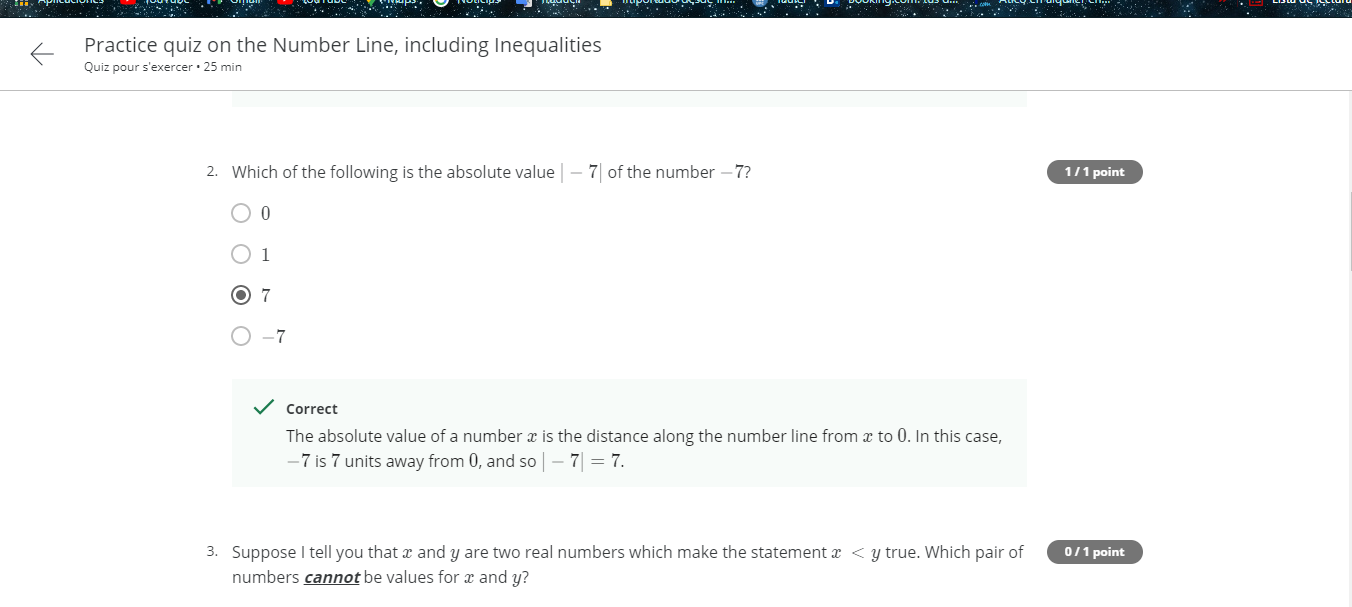 Practice quiz on the Number Line, including Inequalities
Quiz pour s'exercer • 25 min
2. Which of the following is the absolute value | − 7| of the number −7?
1 / 1 point
0
1
7
−7
Correct
The absolute value of a number x is the distance along the number line from x to 0. In this case,
−7 is 7 units away from 0, and so | − 7| = 7.
3. Suppose I tell you that x and y are two real numbers which make the statement x < y true. Which pair of
0 / 1 point
numbers cannot be values for x and y?